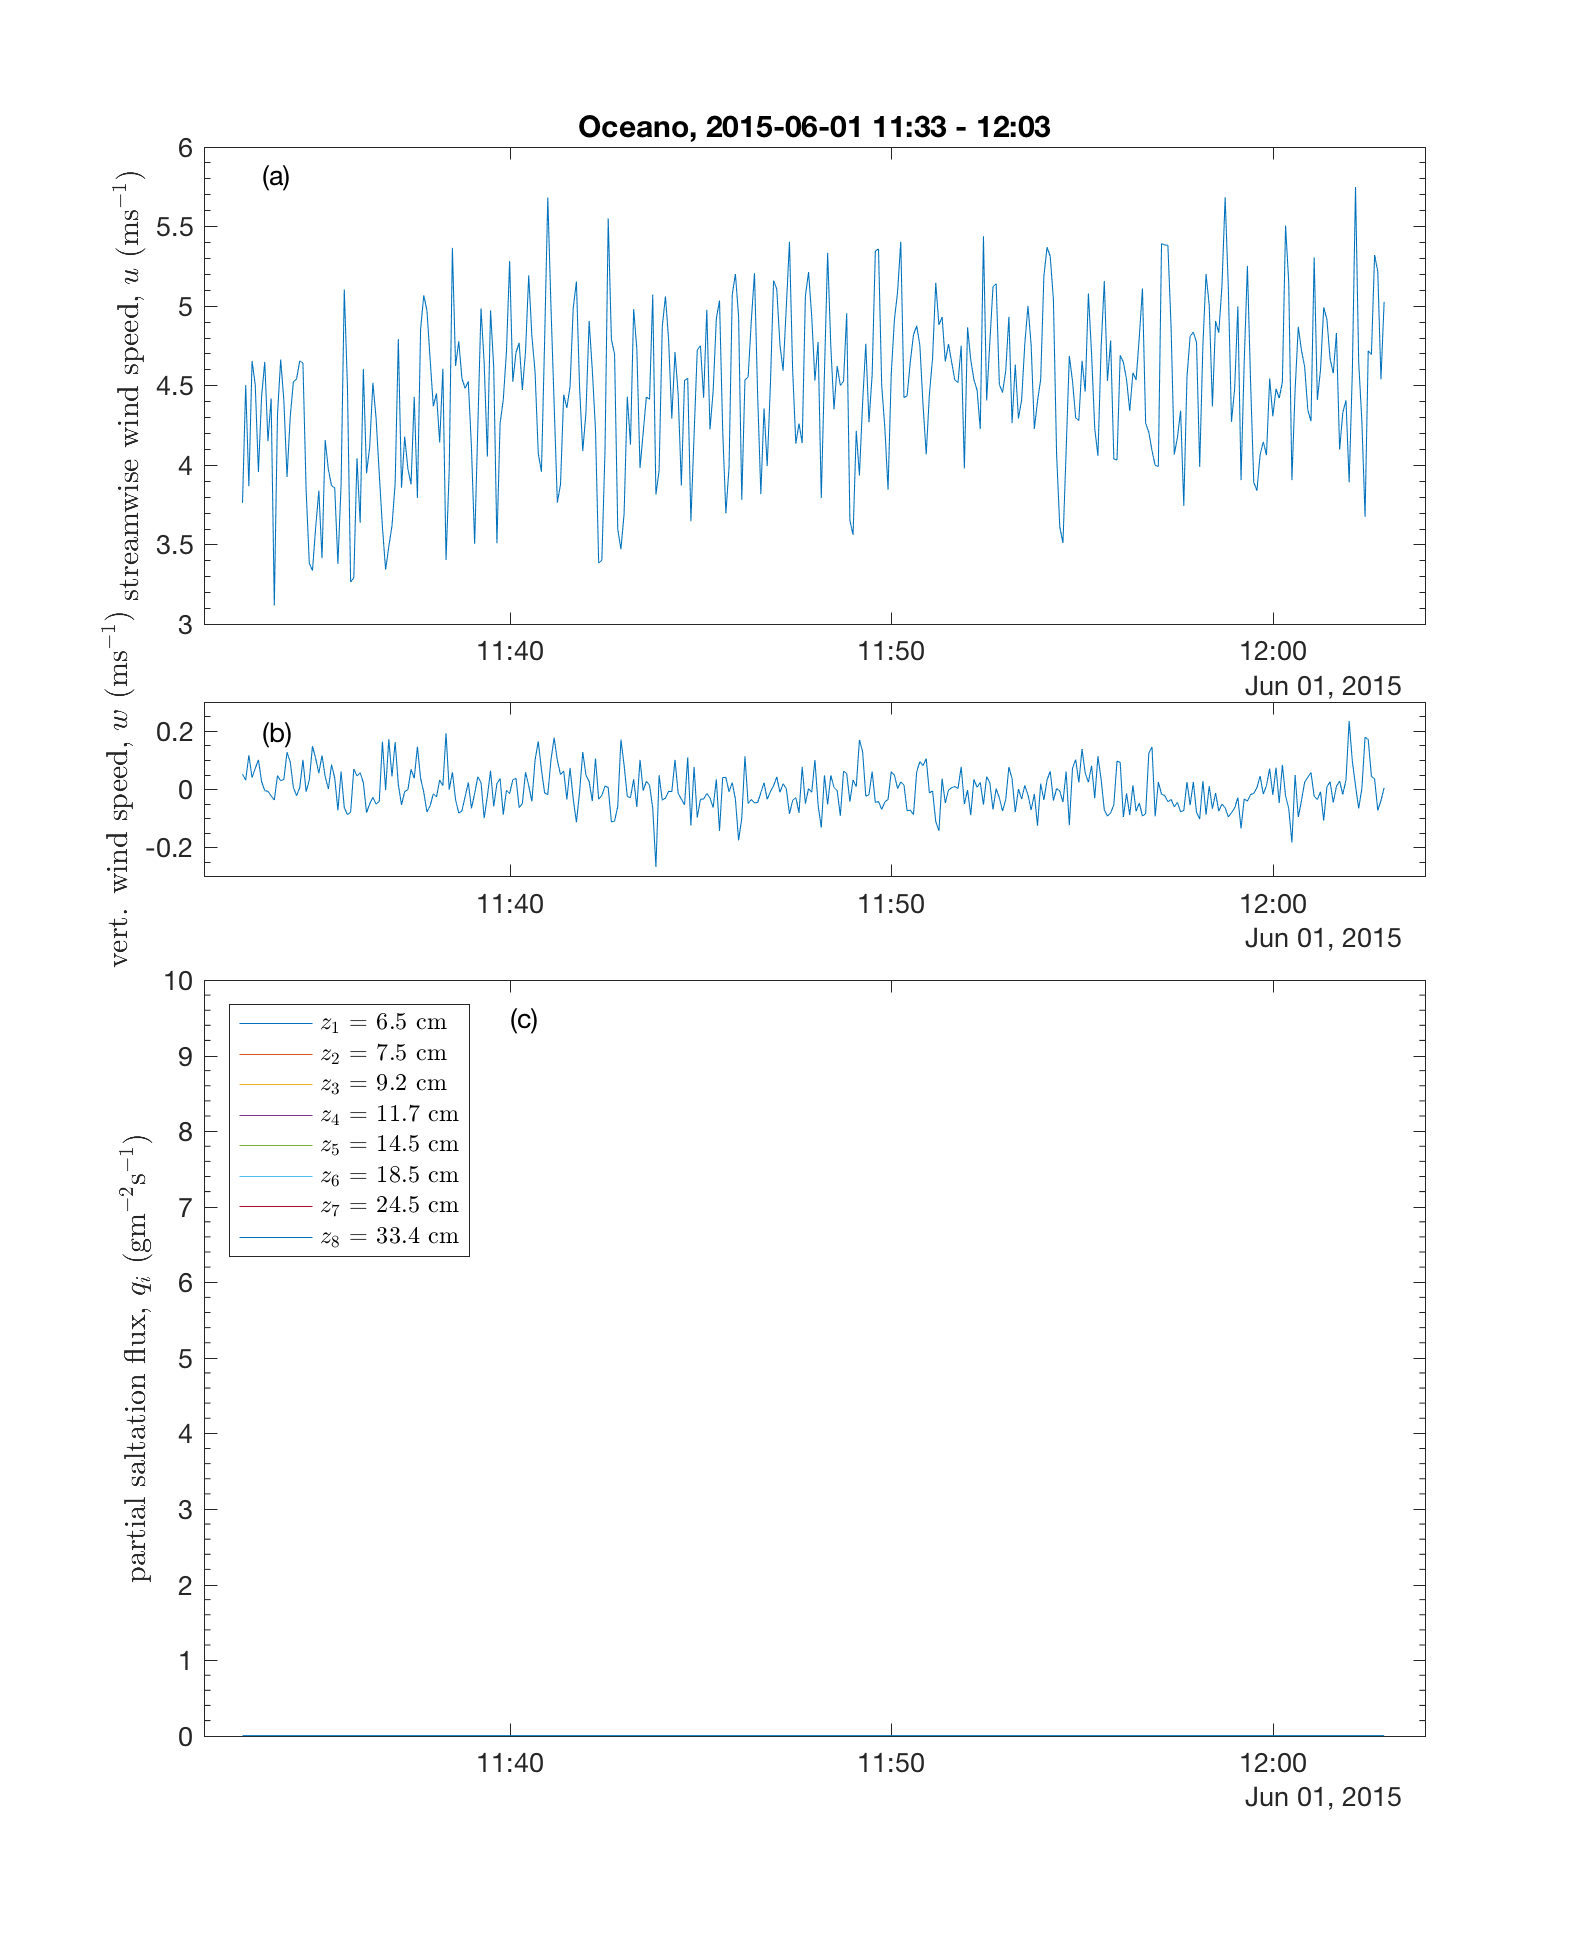 Oceano, 2015-06-01 11:33 - 12:03
(a)
streamwise wind speed, u (ms⁻¹)
6
5.5
5
4.5
4
3.5
3
11:40 11:50 12:00
Jun 01, 2015
(b)
vert. wind speed, w (ms⁻¹)
0.2
0
-0.2
11:40 11:50 12:00
Jun 01, 2015
(c)
partial saltation flux, qᵢ (gm⁻²s⁻¹)
10
9
8
7
6
5
4
3
2
1
0
z₁ = 6.5 cm
z₂ = 7.5 cm
z₃ = 9.2 cm
z₄ = 11.7 cm
z₅ = 14.5 cm
z₆ = 18.5 cm
z₇ = 24.5 cm
z₈ = 33.4 cm
11:40 11:50 12:00
Jun 01, 2015